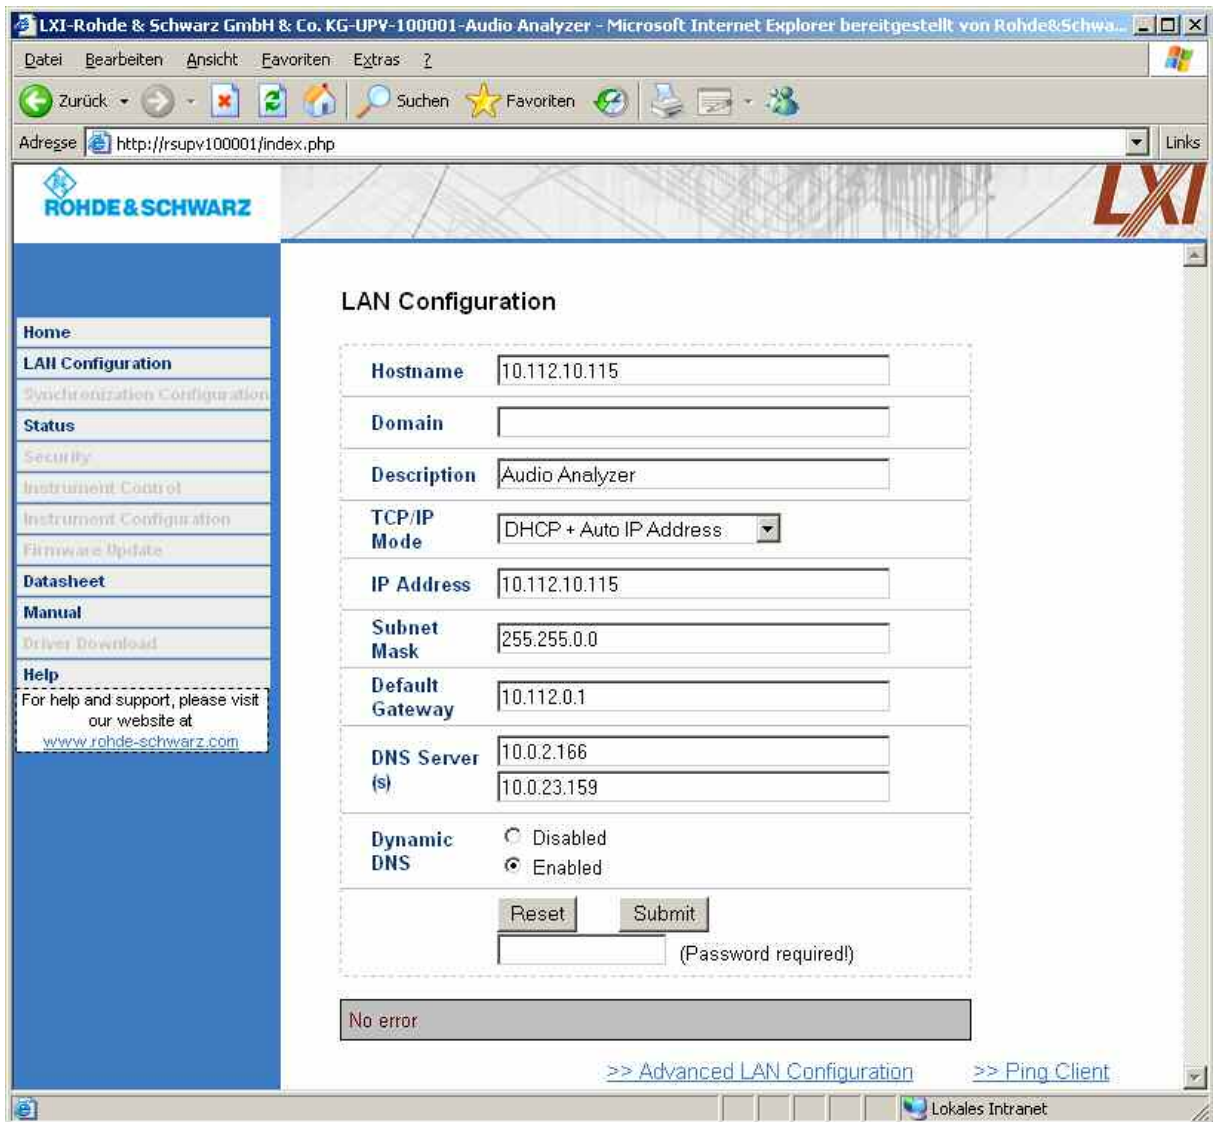 LXI-Rohde & Schwarz GmbH & Co. KG-UPV-100001-Audio Analyzer - Microsoft Internet Explorer bereitgestellt von Rohde&Schwa...
Datei Bearbeiten Ansicht Favoriten Extras ?
Zurück Suchen Favoriten
Adresse http://rsupv100001/index.php Links
ROHDE&SCHWARZ
LXI
LAN Configuration
Home
LAN Configuration
Synchronization Configuration
Status
Security
Instrument Control
Instrument Configuration
Firmware Update
Datasheet
Manual
Driver Download
Help
For help and support, please visit
our website at
www.rohde-schwarz.com
Hostname 10.112.10.115
Domain
Description Audio Analyzer
TCP/IP
Mode
DHCP + Auto IP Address
IP Address 10.112.10.115
Subnet
Mask
255.255.0.0
Default
Gateway
10.112.0.1
DNS Server
(s)
10.0.2.166
10.0.23.159
Dynamic
DNS
Disabled
Enabled
Reset Submit
(Password required!)
No error
>> Advanced LAN Configuration >> Ping Client
Lokales Intranet